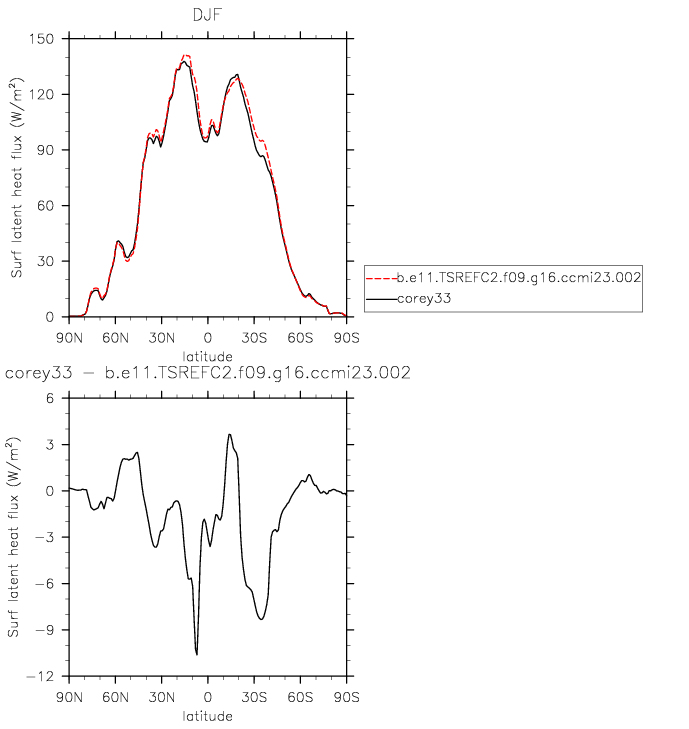 DJF
Surf latent heat flux (W/m²)
150
120
90
60
30
0
90N 60N 30N 0 30S 60S 90S
latitude
b.e11.TSREFC2.f09.g16.ccmi23.002
corey33
corey33 − b.e11.TSREFC2.f09.g16.ccmi23.002
Surf latent heat flux (W/m²)
6
3
0
−3
−6
−9
−12
90N 60N 30N 0 30S 60S 90S
latitude